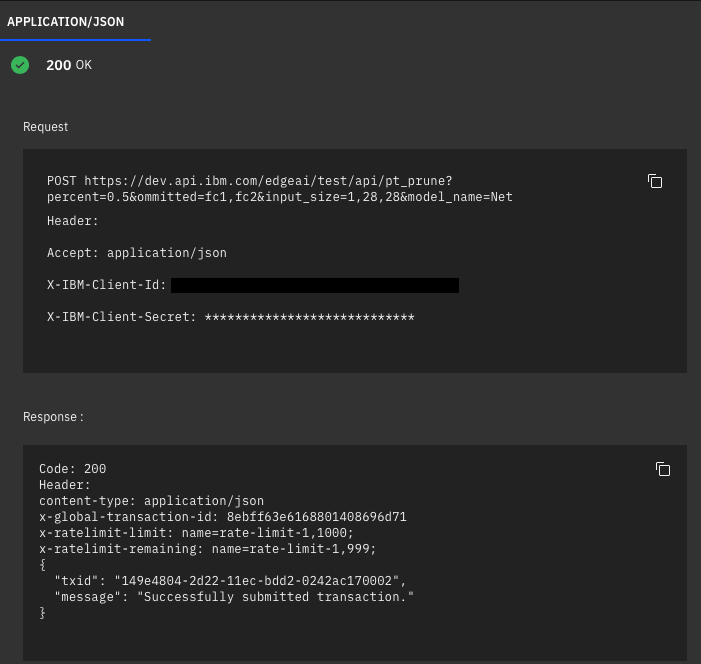 APPLICATION/JSON
200 OK
Request
POST https://dev.api.ibm.com/edgeai/test/api/pt_prune?
percent=0.5&ommitted=fc1,fc2&input_size=1,28,28&model_name=Net
Header:
Accept: application/json
X-IBM-Client-Id:
X-IBM-Client-Secret: ****************************
Response :
Code: 200
Header:
content-type: application/json
x-global-transaction-id: 8ebff63e6168801408696d71
x-ratelimit-limit: name=rate-limit-1,1000;
x-ratelimit-remaining: name=rate-limit-1,999;
{
  "txid": "149e4804-2d22-11ec-bdd2-0242ac170002",
  "message": "Successfully submitted transaction."
}